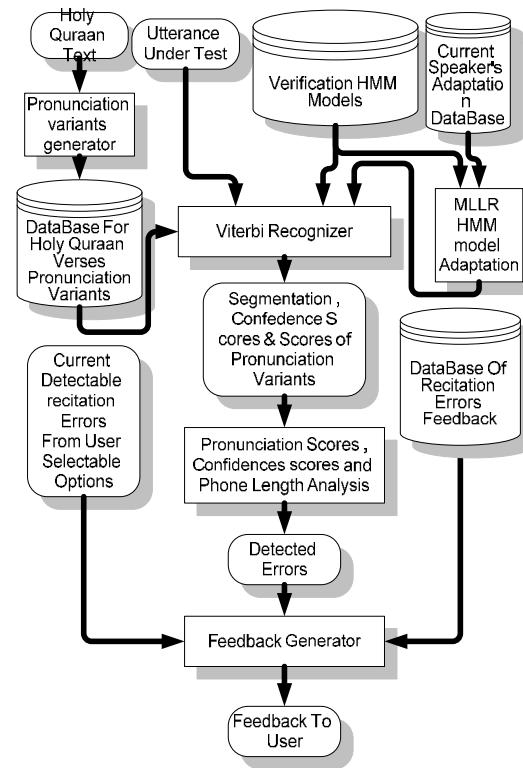 Holy
Quraan
Text
Utterance
Under Test
Verification HMM
Models
Current
Speaker's
Adaptatio
n
DataBase
Pronunciation
variants
generator
DataBase For
Holy Quraan
Verses
Pronunciation
Variants
Viterbi Recognizer
MLLR
HMM
model
Adaptation
Segmentation ,
Confedence S
cores & Scores of
Pronunciation
Variants
Current
Detectable
recitation
Errors
From User
Selectable
Options
DataBase Of
Recitation
Errors
Feedback
Pronunciation Scores ,
Confidences scores and
Phone Length Analysis
Detected
Errors
Feedback Generator
Feedback To
User